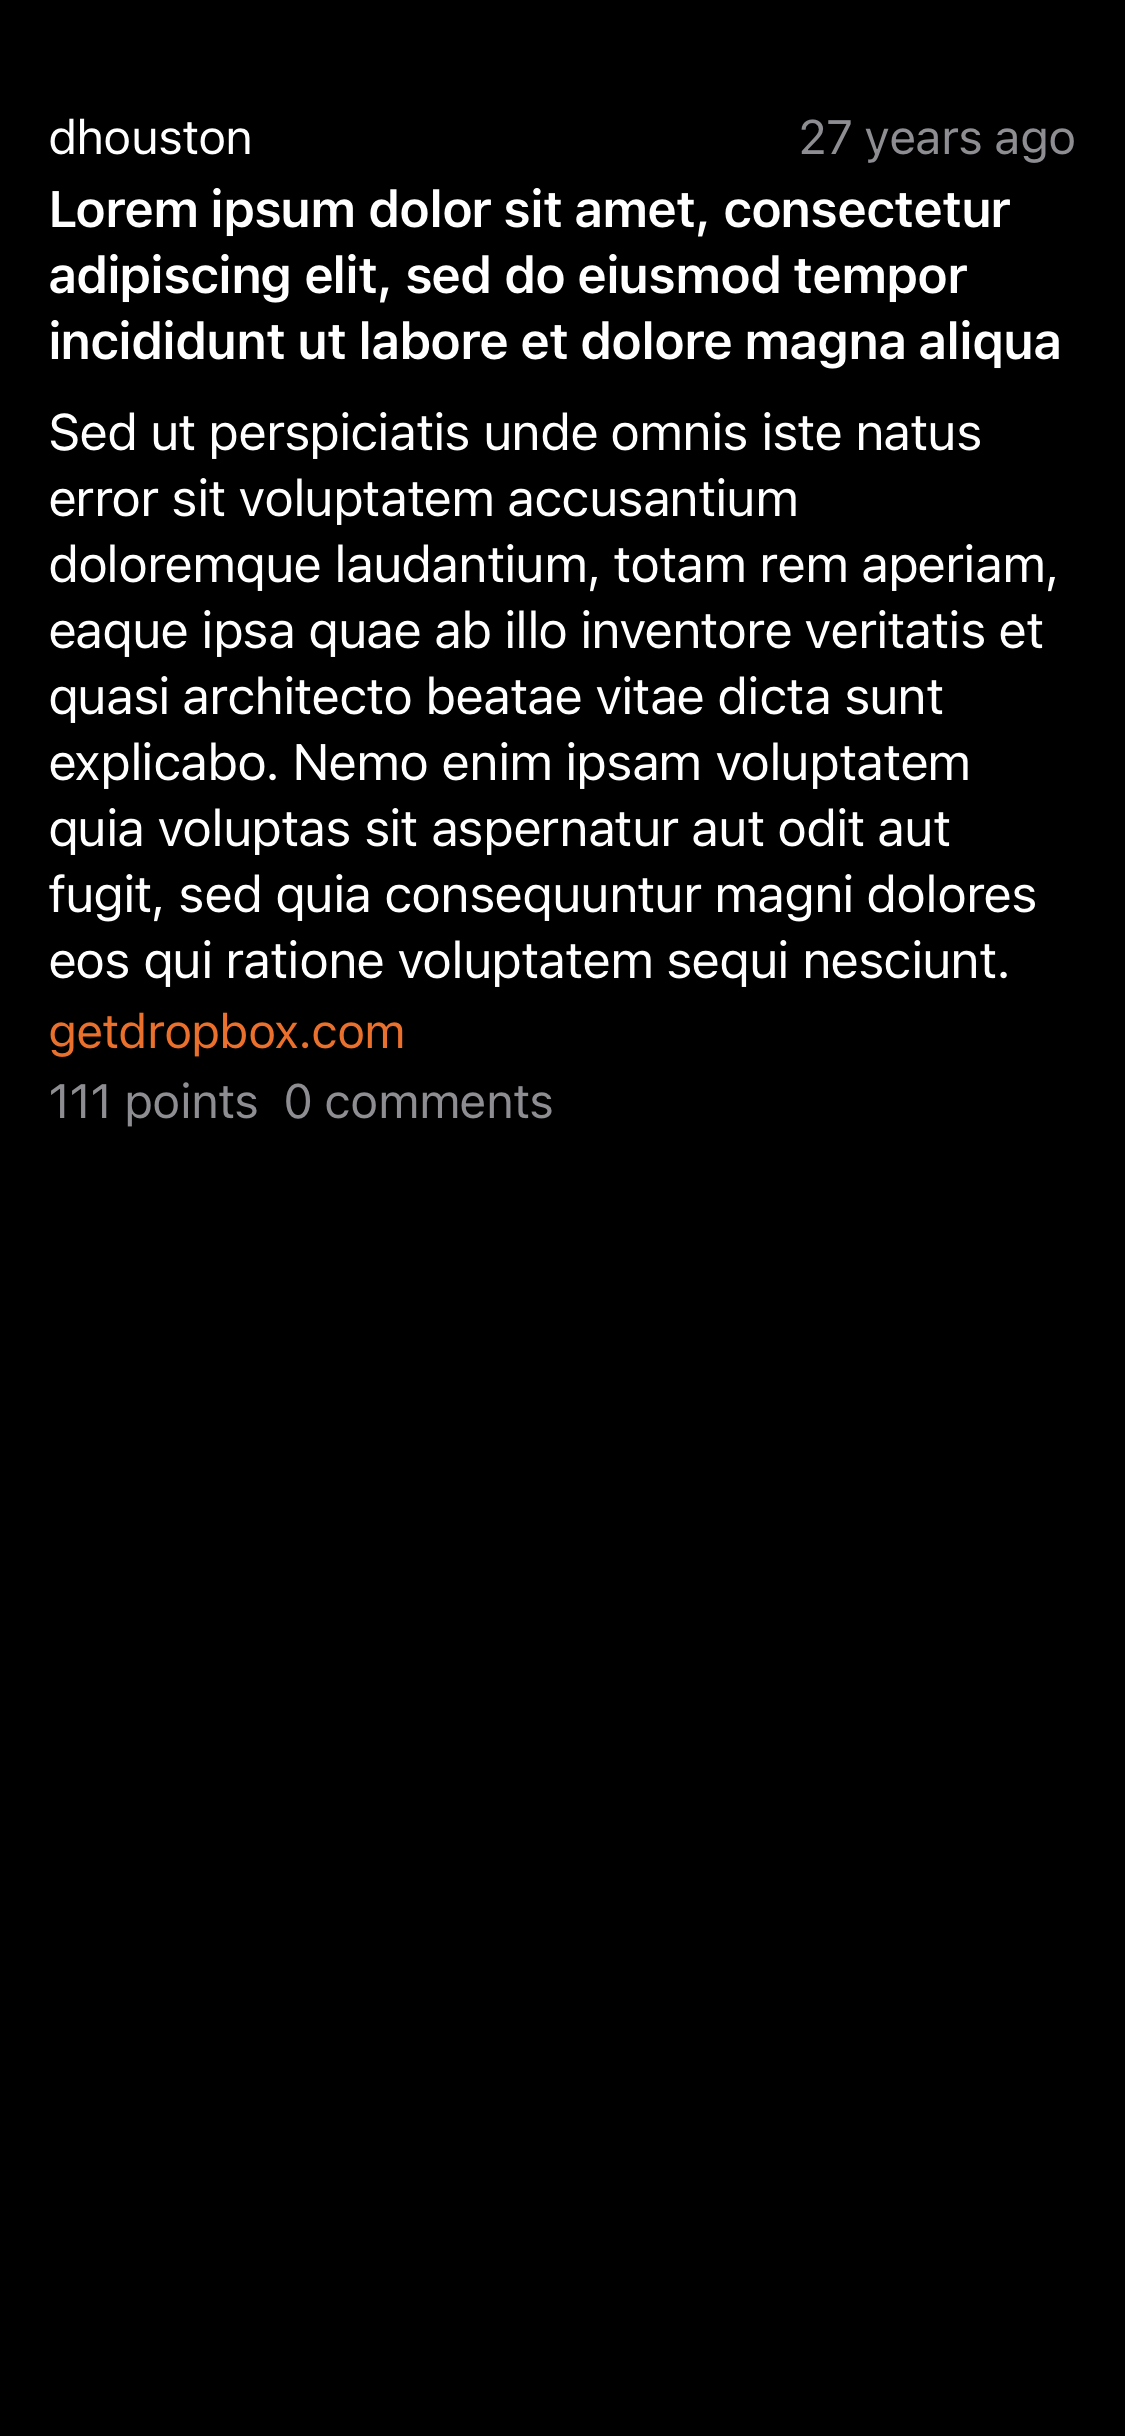 dhouston
27 years ago
Lorem ipsum dolor sit amet, consectetur
adipiscing elit, sed do eiusmod tempor
incididunt ut labore et dolore magna aliqua
Sed ut perspiciatis unde omnis iste natus
error sit voluptatem accusantium
doloremque laudantium, totam rem aperiam,
eaque ipsa quae ab illo inventore veritatis et
quasi architecto beatae vitae dicta sunt
explicabo. Nemo enim ipsam voluptatem
quia voluptas sit aspernatur aut odit aut
fugit, sed quia consequuntur magni dolores
eos qui ratione voluptatem sequi nesciunt.
getdropbox.com
111 points 0 comments